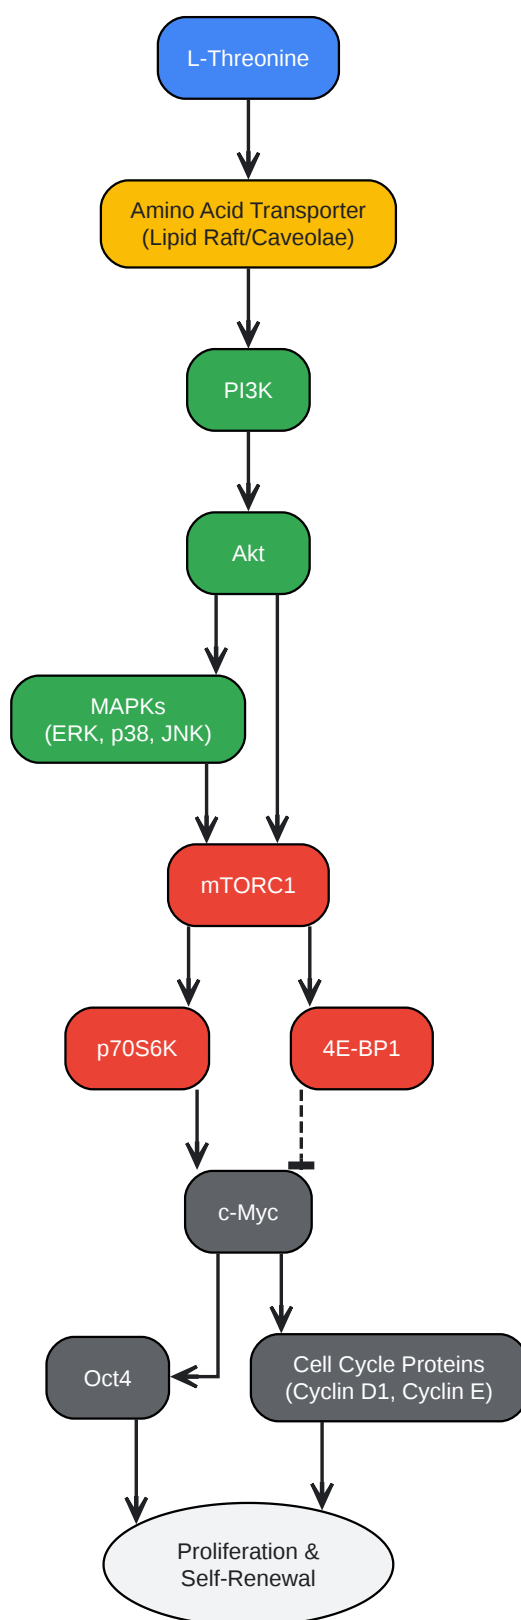 L-Threonine
Amino Acid Transporter
(Lipid Raft/Caveolae)
PI3K
Akt
MAPKs
(ERK, p38, JNK)
mTORC1
p70S6K
4E-BP1
c-Myc
Oct4
Cell Cycle Proteins
(Cyclin D1, Cyclin E)
Proliferation &
Self-Renewal